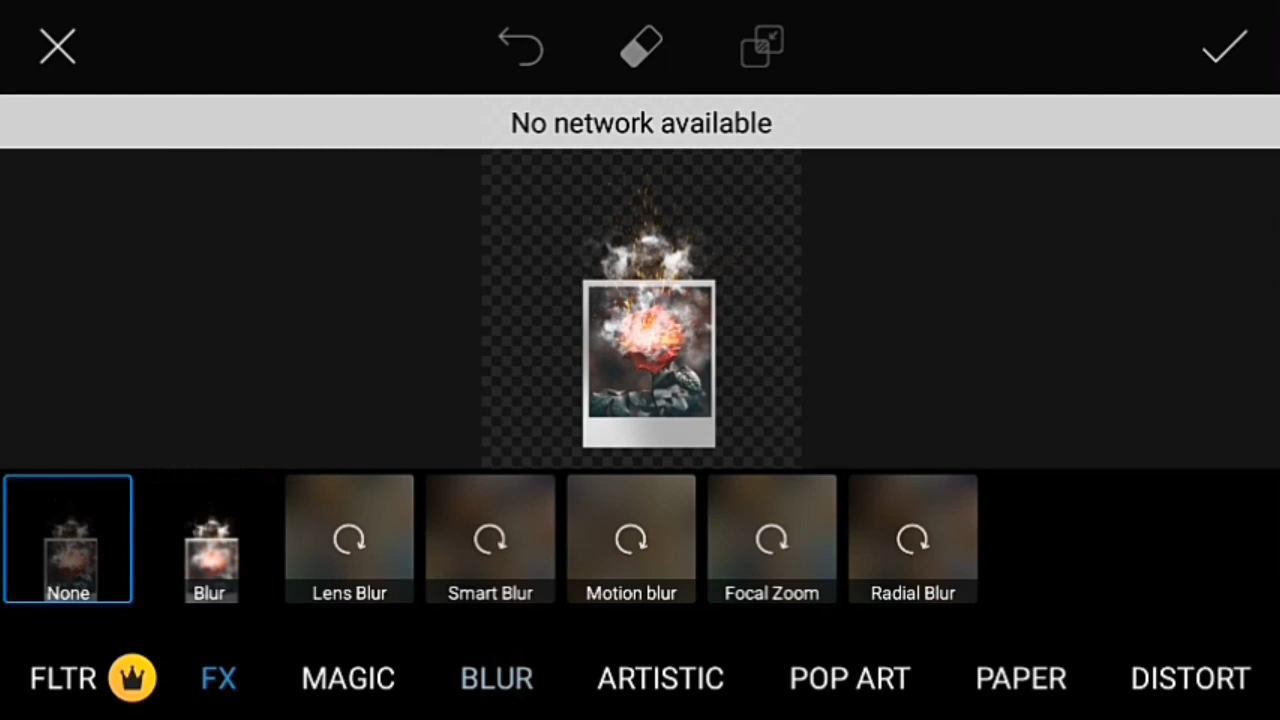 No network available
None
Blur
Lens Blur
Smart Blur
Motion blur
Focal Zoom
Radial Blur
FLTR
FX
MAGIC
BLUR
ARTISTIC
POP ART
PAPER
DISTORT